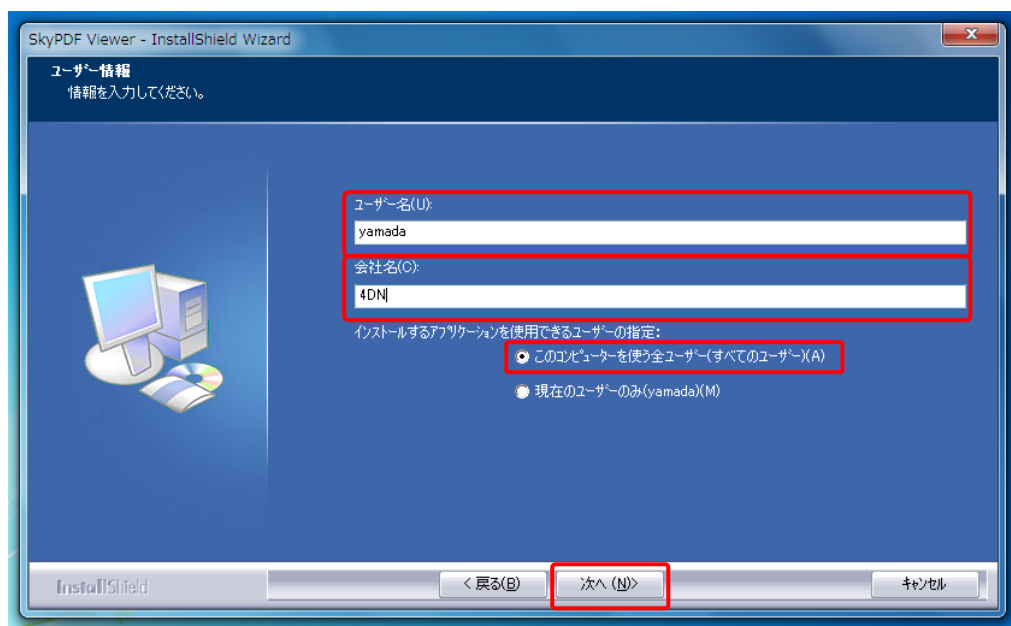 SkyPDF Viewer - InstallShield Wizard
ユーザー情報
情報を入力してください。
ユーザー名(U):
yamada
会社名(C):
4DN
インストールするアプリケーションを使用できるユーザーの指定:
このコンピューターを使う全ユーザー(すべてのユーザー)(A)
現在のユーザーのみ(yamada)(M)
InstallShield
< 戻る(B)
次へ (N)>
キャンセル